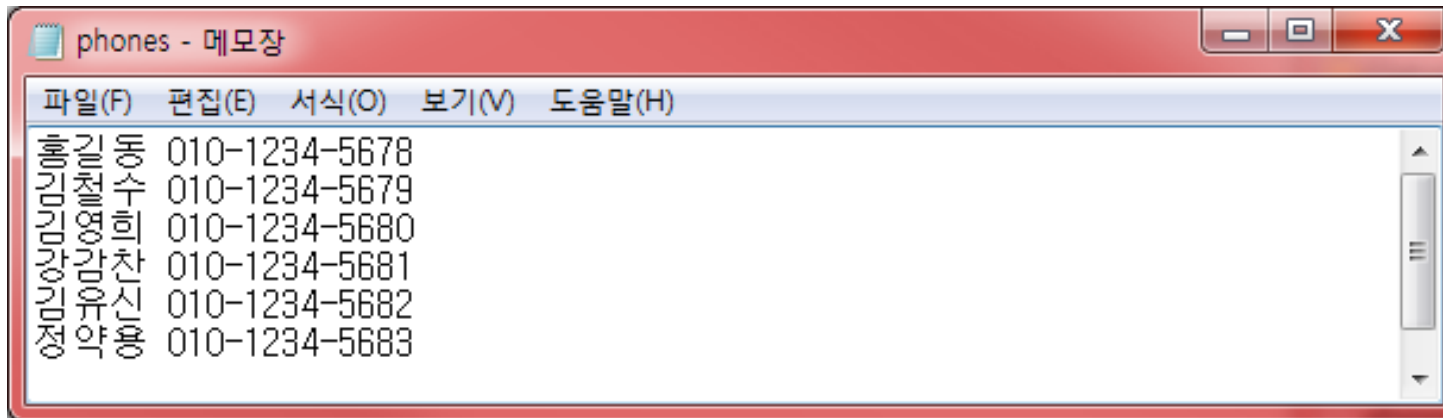 phones - 메모장
파일(F) 편집(E) 서식(O) 보기(V) 도움말(H)
홍길동 010-1234-5678
김철수 010-1234-5679
김영희 010-1234-5680
강감찬 010-1234-5681
김유신 010-1234-5682
정약용 010-1234-5683